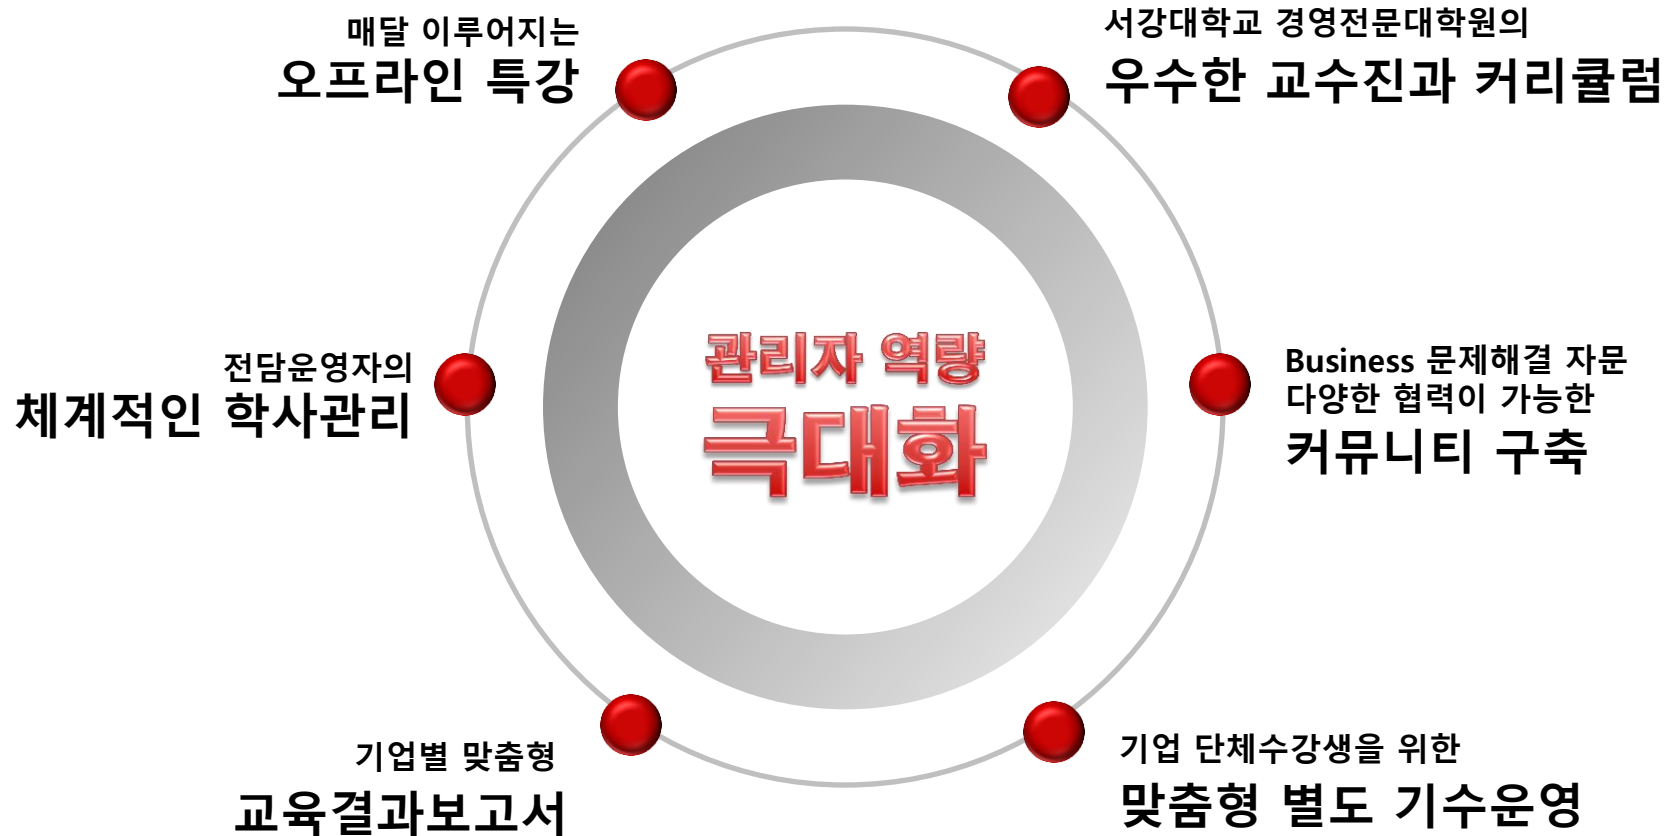 매달 이루어지는
오프라인 특강
서강대학교 경영전문대학원의
우수한 교수진과 커리큘럼
전담운영자의
체계적인 학사관리
관리자 역량
극대화
Business 문제해결 자문
다양한 협력이 가능한
커뮤니티 구축
기업별 맞춤형
교육결과보고서
기업 단체수강생을 위한
맞춤형 별도 기수운영